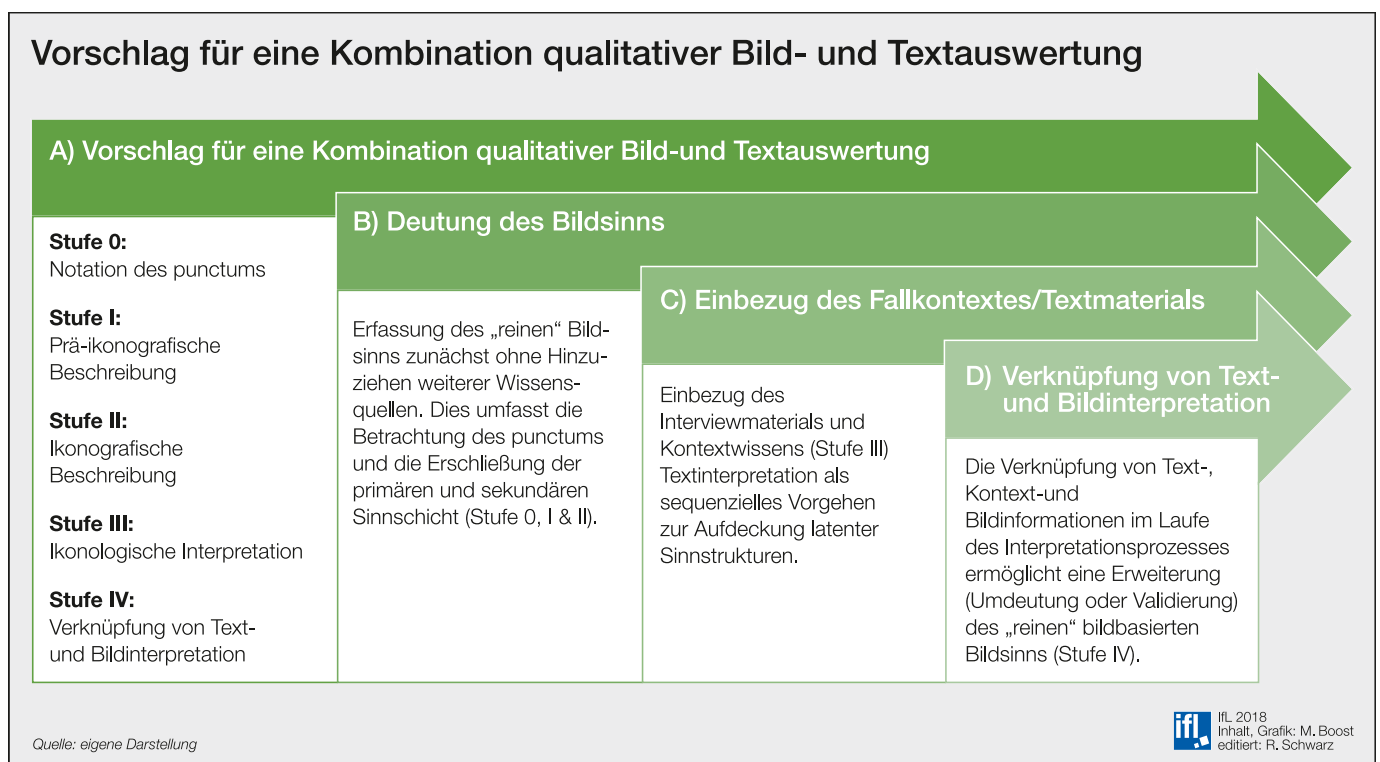 Vorschlag für eine Kombination qualitativer Bild- und Textauswertung
A) Vorschlag für eine Kombination qualitativer Bild-und Textauswertung
Stufe 0:
Notation des punctums
Stufe I:
Prä-ikonografische
Beschreibung
Stufe II:
Ikonografische
Beschreibung
Stufe III:
Ikonologische Interpretation
Stufe IV:
Verknüpfung von Text-
und Bildinterpretation
B) Deutung des Bildsinns
Erfassung des „reinen“ Bild-
sinns zunächst ohne Hinzu-
ziehen weiterer Wissens-
quellen. Dies umfasst die
Betrachtung des punctums
und die Erschließung der
primären und sekundären
Sinnschicht (Stufe 0, I & II).
C) Einbezug des Fallkontextes/Textmaterials
Einbezug des
Interviewmaterials und
Kontextwissens (Stufe III)
Textinterpretation als
sequenzielles Vorgehen
zur Aufdeckung latenter
Sinnstrukturen.
D) Verknüpfung von Text-
und Bildinterpretation
Die Verknüpfung von Text-,
Kontext-und
Bildinformationen im Laufe
des Interpretationsprozesses
ermöglicht eine Erweiterung
(Umdeutung oder Validierung)
des „reinen“ bildbasierten
Bildsinns (Stufe IV).
Quelle: eigene Darstellung
ifl
IfL 2018
Inhalt, Grafik: M. Boost
editiert: R. Schwarz